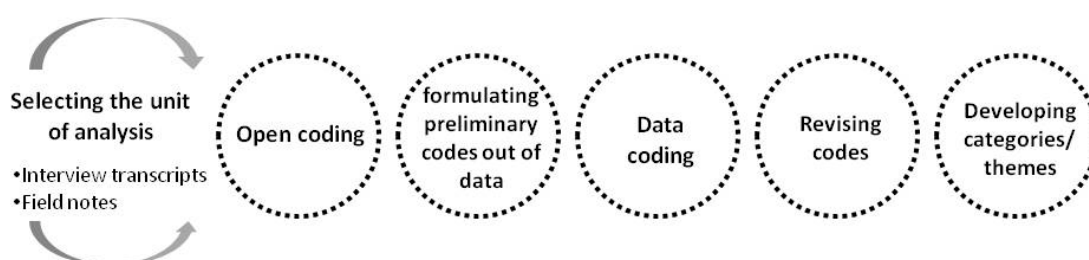 Selecting the unit
of analysis
•Interview transcripts
•Field notes
Open coding
formulating
preliminary
codes out of
data
Data
coding
Revising
codes
Developing
categories/
themes